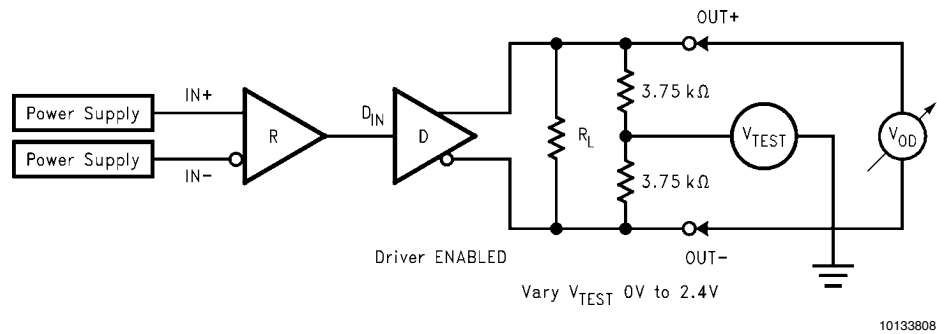 OUT+
IN+
Power Supply
D_IN
3.75 kΩ
R
D
R_L
V_TEST
V_OD
Power Supply
IN-
3.75 kΩ
Driver ENABLED
OUT-
Vary V_TEST 0V to 2.4V
10133808